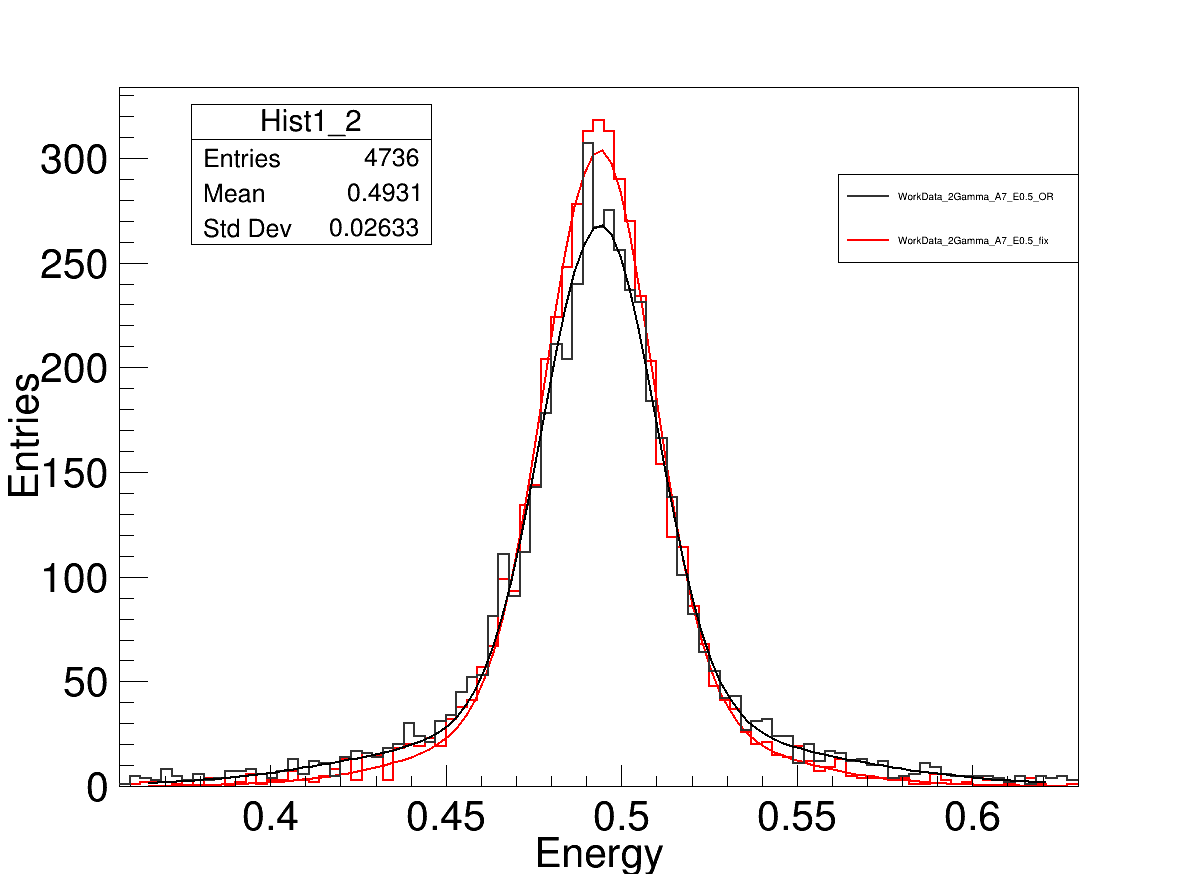 Hist1_2
Entries 4736
Mean 0.4931
Std Dev 0.02633
WorkData_2Gamma_A7_E0.5_OR
WorkData_2Gamma_A7_E0.5_fix
Entries
300
250
200
150
100
50
0
0.4 0.45 0.5 0.55 0.6
Energy